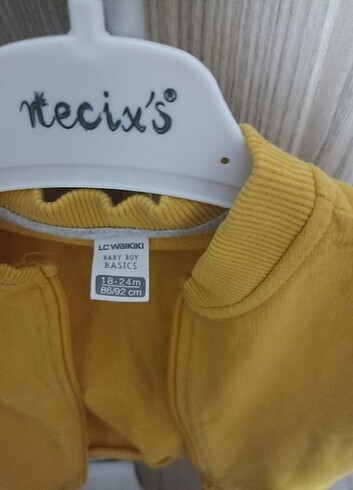 necix's®
LC WAIKIKI
BABY BOY
BASICS
18-24m
86/92 cm